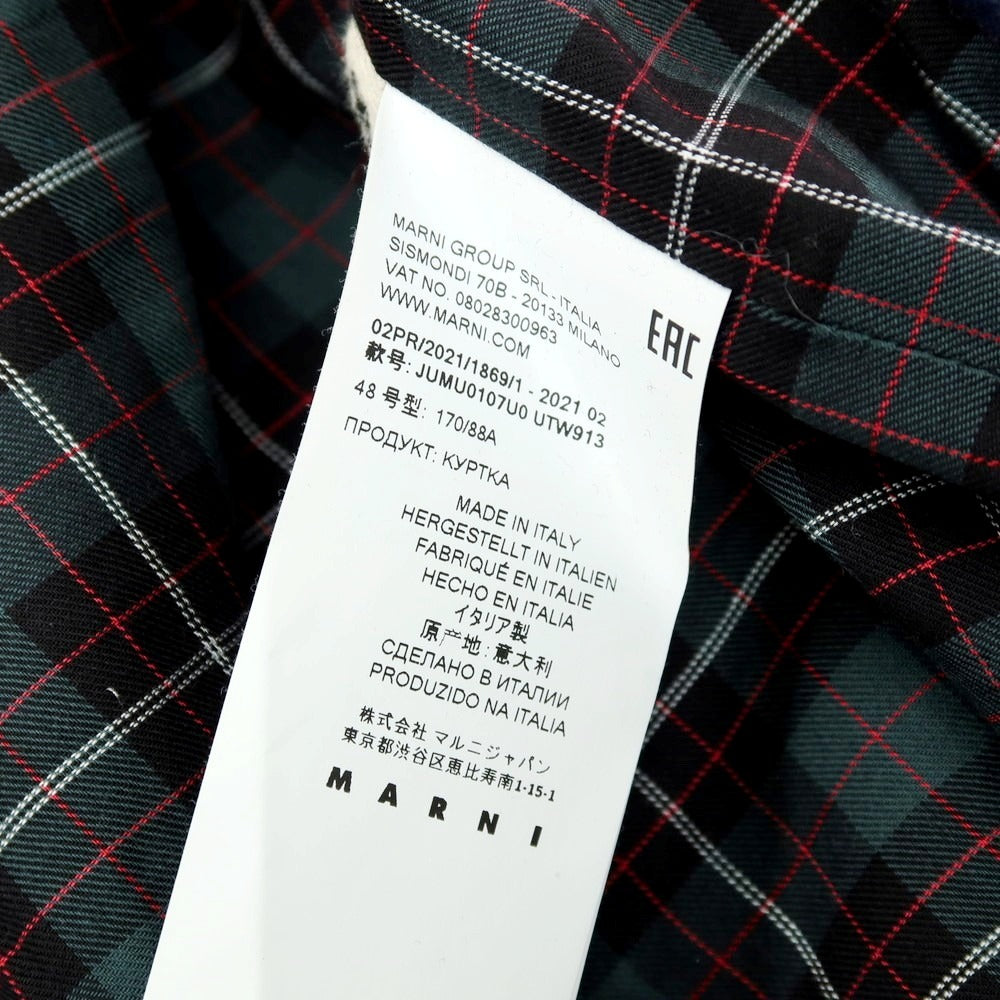 MARNI GROUP SRL - ITALIA
SISMONDI 70B - 20133 MILANO
VAT NO. 08028300963
WWW.MARNI.COM
EAC
02PR/2021/1869/1 - 2021 02
款号: JUMU0107U0 UTW913
48 号型: 170/88A
ПРОДУКТ: КУРТКА
MADE IN ITALY
HERGESTELLT IN ITALIEN
FABRIQUÉ EN ITALIE
HECHO EN ITALIA
イタリア製
原产地: 意大利
СДЕЛАНО В ИТАЛИИ
PRODUZIDO NA ITALIA
株式会社 マルニジャパン
東京都渋谷区恵比寿南1-15-1
MARNI